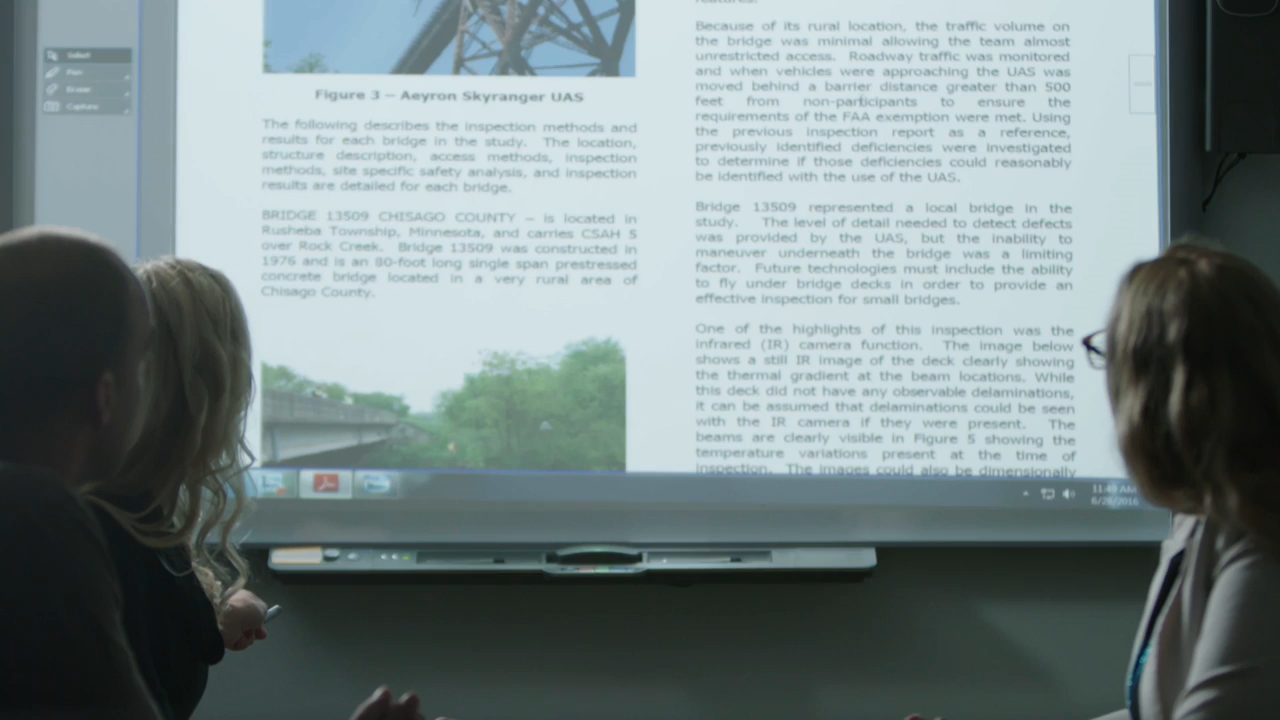 Select
Pen
Eraser
Capture
Figure 3 – Aeyron Skyranger UAS
The following describes the inspection methods and
results for each bridge in the study. The location,
structure description, access methods, inspection
methods, site specific safety analysis, and inspection
results are detailed for each bridge.
BRIDGE 13509 CHISAGO COUNTY – is located in
Rusheba Township, Minnesota, and carries CSAH 5
over Rock Creek. Bridge 13509 was constructed in
1976 and is an 80-foot long single span prestressed
concrete bridge located in a very rural area of
Chisago County.
features.
Because of its rural location, the traffic volume on
the bridge was minimal allowing the team almost
unrestricted access. Roadway traffic was monitored
and when vehicles were approaching the UAS was
moved behind a barrier distance greater than 500
feet from non-participants to ensure the
requirements of the FAA exemption were met. Using
the previous inspection report as a reference,
previously identified deficiencies were investigated
to determine if those deficiencies could reasonably
be identified with the use of the UAS.
Bridge 13509 represented a local bridge in the
study. The level of detail needed to detect defects
was provided by the UAS, but the inability to
maneuver underneath the bridge was a limiting
factor. Future technologies must include the ability
to fly under bridge decks in order to provide an
effective inspection for small bridges.
One of the highlights of this inspection was the
infrared (IR) camera function. The image below
shows a still IR image of the deck clearly showing
the thermal gradient at the beam locations. While
this deck did not have any observable delaminations,
it can be assumed that delaminations could be seen
with the IR camera if they were present. The
beams are clearly visible in Figure 5 showing the
temperature variations present at the time of
inspection. The images could also be dimensionally
11:49 AM
6/28/2016